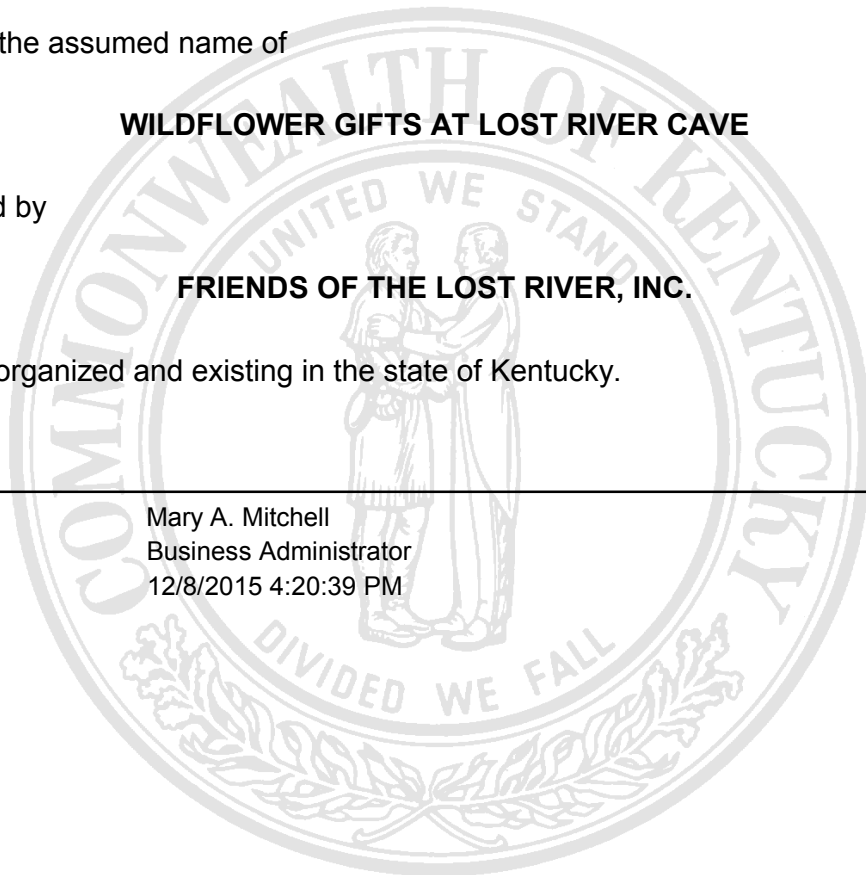 the assumed name of
WILDFLOWER GIFTS AT LOST RIVER CAVE
d by
FRIENDS OF THE LOST RIVER, INC.
organized and existing in the state of Kentucky.
Mary A. Mitchell
Business Administrator
12/8/2015 4:20:39 PM
COMMONWEALTH OF KENTUCKY
UNITED WE STAND
DIVIDED WE FALL